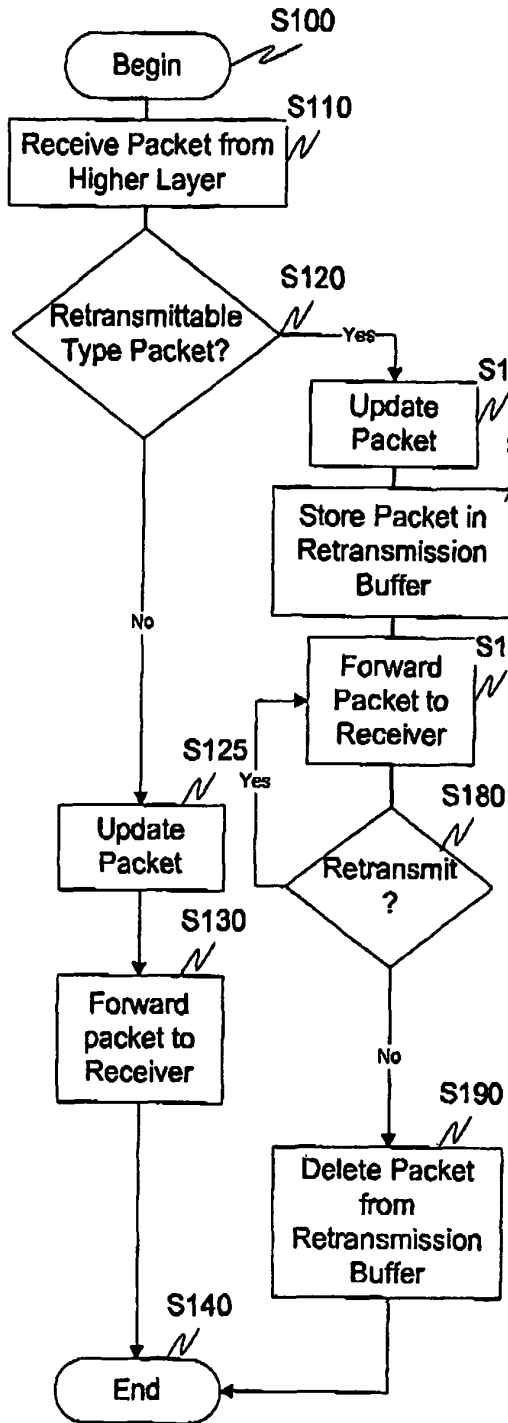 S100
Begin
S110
Receive Packet from
Higher Layer
S120
Retransmittable
Type Packet?
Yes
S1
Update
Packet
Store Packet in
Retransmission
Buffer
No
S1
Forward
Packet to
Receiver
S125
Yes
Update
Packet
S180
Retransmit
?
S130
Forward
packet to
Receiver
No
S190
Delete Packet
from
Retransmission
Buffer
S140
End